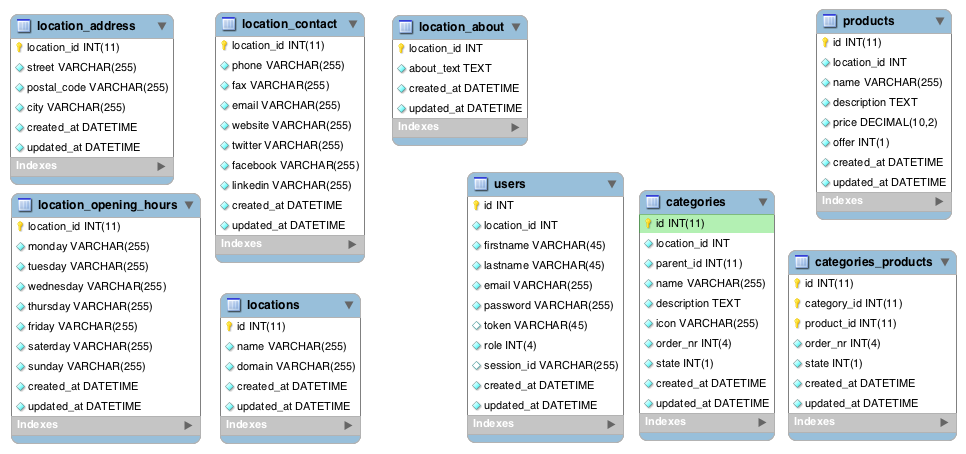 location_address
location_id INT(11)
street VARCHAR(255)
postal_code VARCHAR(255)
city VARCHAR(255)
created_at DATETIME
updated_at DATETIME
Indexes
location_contact
location_id INT(11)
phone VARCHAR(255)
fax VARCHAR(255)
email VARCHAR(255)
website VARCHAR(255)
twitter VARCHAR(255)
facebook VARCHAR(255)
linkedin VARCHAR(255)
created_at DATETIME
updated_at DATETIME
Indexes
location_about
location_id INT
about_text TEXT
created_at DATETIME
updated_at DATETIME
Indexes
products
id INT(11)
location_id INT
name VARCHAR(255)
description TEXT
price DECIMAL(10,2)
offer INT(1)
created_at DATETIME
updated_at DATETIME
Indexes
location_opening_hours
location_id INT(11)
monday VARCHAR(255)
tuesday VARCHAR(255)
wednesday VARCHAR(255)
thursday VARCHAR(255)
friday VARCHAR(255)
saterday VARCHAR(255)
sunday VARCHAR(255)
created_at DATETIME
updated_at DATETIME
Indexes
locations
id INT(11)
name VARCHAR(255)
domain VARCHAR(255)
created_at DATETIME
updated_at DATETIME
Indexes
users
id INT
location_id INT
firstname VARCHAR(45)
lastname VARCHAR(45)
email VARCHAR(255)
password VARCHAR(255)
token VARCHAR(45)
role INT(4)
session_id VARCHAR(255)
created_at DATETIME
updated_at DATETIME
Indexes
categories
id INT(11)
location_id INT
parent_id INT(11)
name VARCHAR(255)
description TEXT
icon VARCHAR(255)
order_nr INT(4)
state INT(1)
created_at DATETIME
updated_at DATETIME
Indexes
categories_products
id INT(11)
category_id INT(11)
product_id INT(11)
order_nr INT(4)
state INT(1)
created_at DATETIME
updated_at DATETIME
Indexes